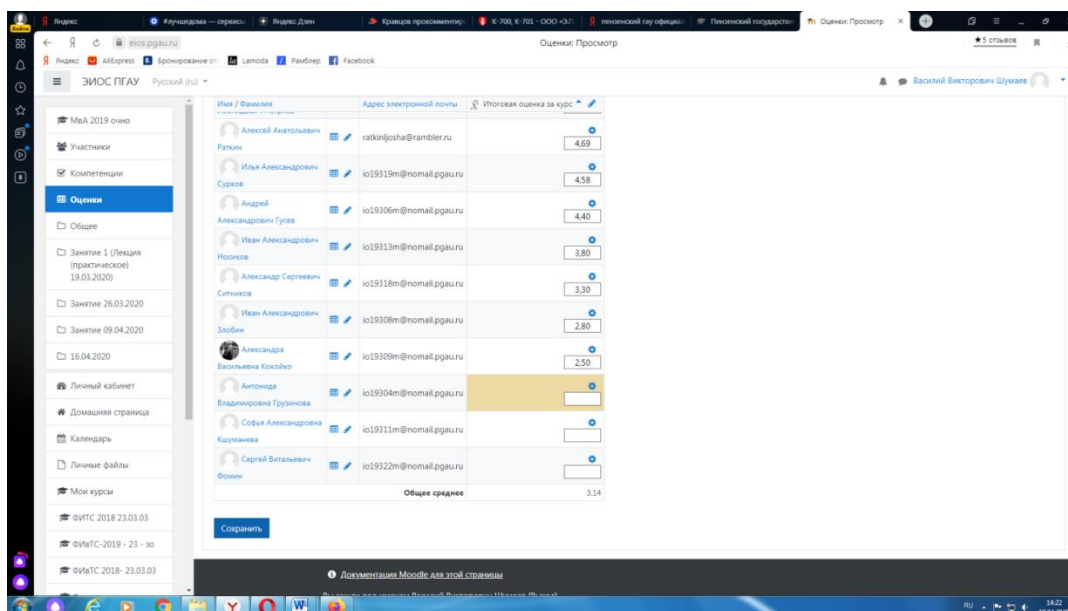 Яндекс
#лучшедома — сервисы
Яндекс.Дзен
Кравцов прокомментиро
К-700, К-701 - ООО «ЗЛ
пензенский гау официал
Пензенский государстве
Оценки: Просмотр
Войти
eios.pgau.ru
Оценки: Просмотр
★ 5 отзывов
Яндекс
AliExpress
Бронирование от
Lamoda
Рамблер
Facebook
ЭИОС ПГАУ
Русский (ru)
Василий Викторович Шумаев
МвА 2019 очно
Участники
Компетенции
Оценки
Общее
Занятие 1 (Лекция
(практическое)
19.03.2020)
Занятие 26.03.2020
Занятие 09.04.2020
16.04.2020
Личный кабинет
Домашняя страница
Календарь
Личные файлы
Мои курсы
ФИТС 2018 23.03.03
ФИвТС-2019 - 23 - зо
ФИвТС 2018- 23.03.03
Имя / Фамилия
Адрес электронной почты
Итоговая оценка за курс
Алексей Анатольевич
Раткин
ratkinljosha@rambler.ru
4,69
Илья Александрович
Сурков
io19319m@nomail.pgau.ru
4,58
Андрей
Александрович Гусев
io19306m@nomail.pgau.ru
4,40
Иван Александрович
Носиков
io19313m@nomail.pgau.ru
3,80
Александр Сергеевич
Ситников
io19318m@nomail.pgau.ru
3,30
Иван Александрович
Злобин
io19308m@nomail.pgau.ru
2,80
Александра
Васильевна Кокойко
io19309m@nomail.pgau.ru
2,50
Антонида
Владимировна Грузинова
io19304m@nomail.pgau.ru
Софья Александровна
Кшуманева
io19311m@nomail.pgau.ru
Сергей Витальевич
Фомин
io19322m@nomail.pgau.ru
Общее среднее
3,14
Сохранить
Документация Moodle для этой страницы
RU
14:22